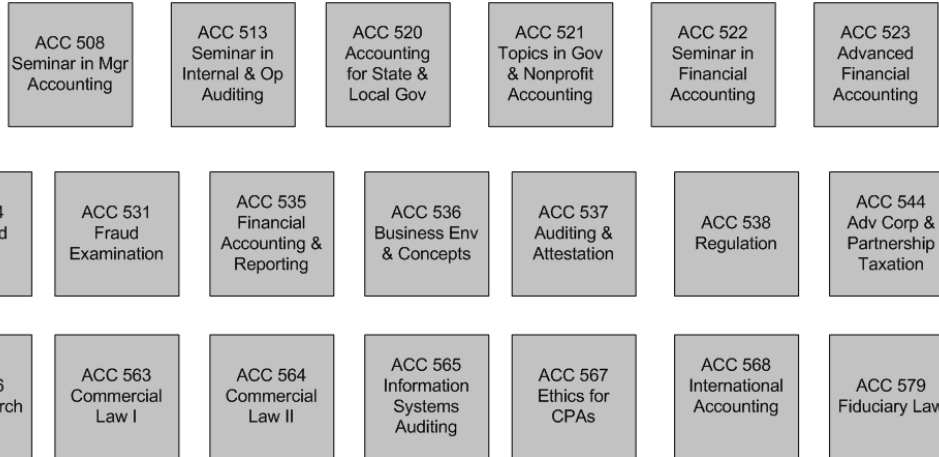 ACC 508
Seminar in Mgr
Accounting
ACC 513
Seminar in
Internal & Op
Auditing
ACC 520
Accounting
for State &
Local Gov
ACC 521
Topics in Gov
& Nonprofit
Accounting
ACC 522
Seminar in
Financial
Accounting
ACC 523
Advanced
Financial
Accounting
ACC 531
Fraud
Examination
ACC 535
Financial
Accounting &
Reporting
ACC 536
Business Env
& Concepts
ACC 537
Auditing &
Attestation
ACC 538
Regulation
ACC 544
Adv Corp &
Partnership
Taxation
ACC 563
Commercial
Law I
ACC 564
Commercial
Law II
ACC 565
Information
Systems
Auditing
ACC 567
Ethics for
CPAs
ACC 568
International
Accounting
ACC 579
Fiduciary Law